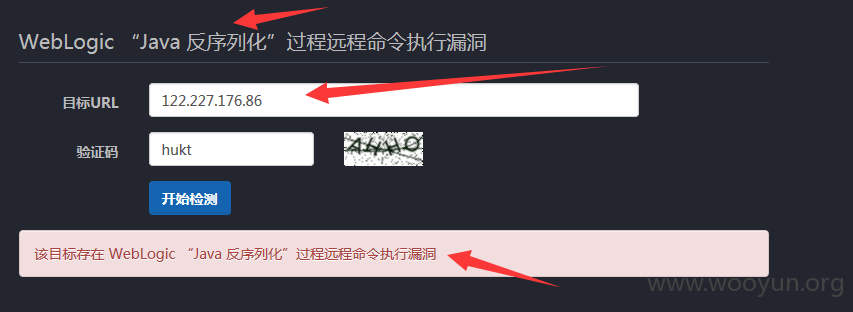 WebLogic “Java 反序列化”过程远程命令执行漏洞
目标URL
122.227.176.86
验证码
hukt
开始检测
该目标存在 WebLogic “Java 反序列化”过程远程命令执行漏洞
www.wooyun.org